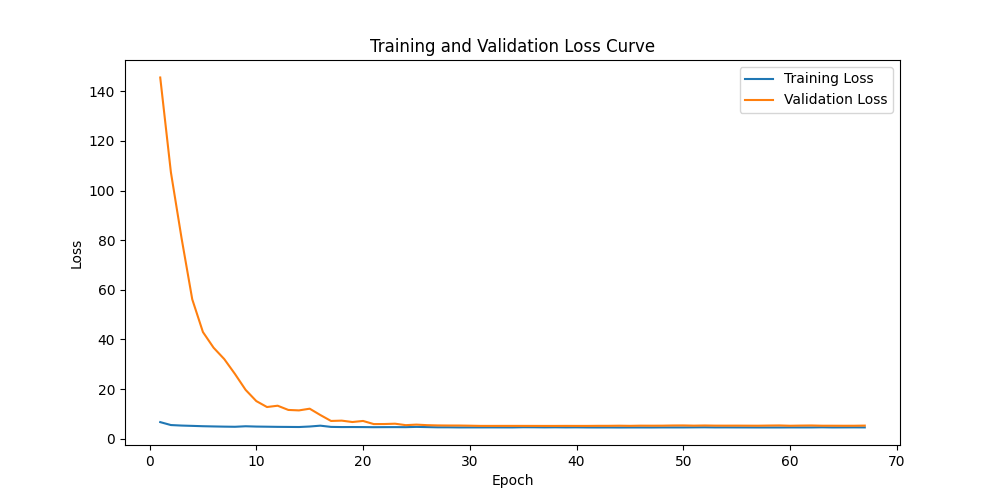 Training and Validation Loss Curve
Training Loss
Validation Loss
140
120
100
80
60
40
20
0
Loss
0 10 20 30 40 50 60 70
Epoch